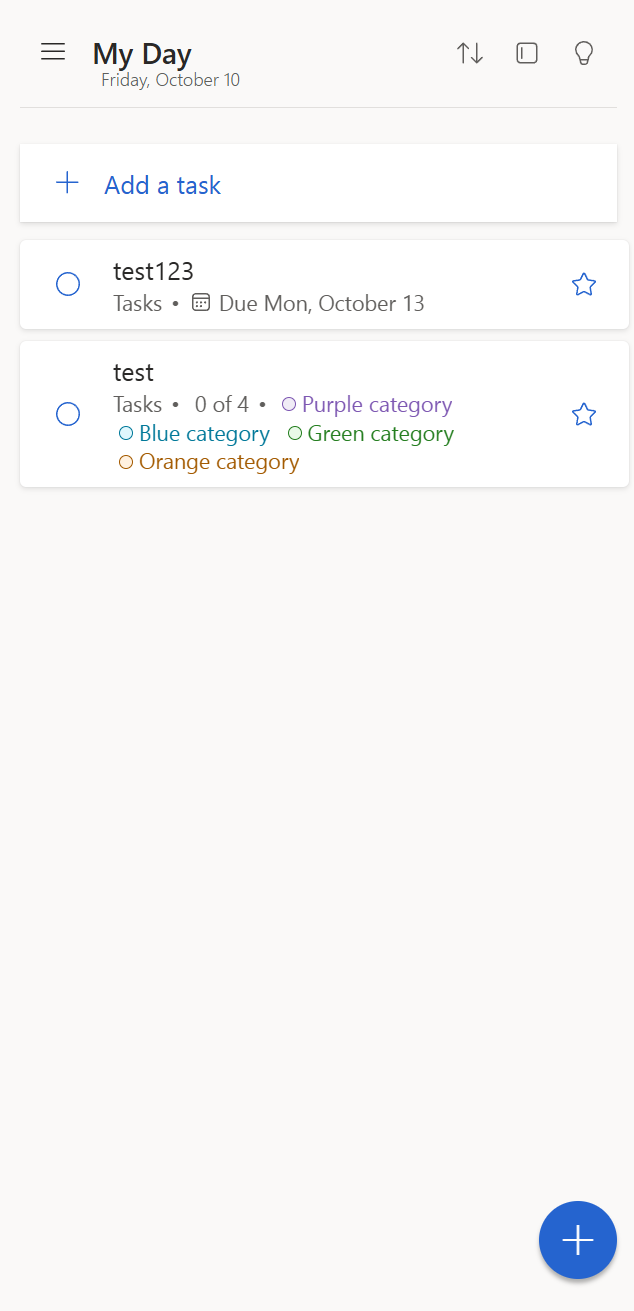 My Day
Friday, October 10
Add a task
test123
Tasks • Due Mon, October 13
test
Tasks • 0 of 4 • Purple category
Blue category Green category
Orange category